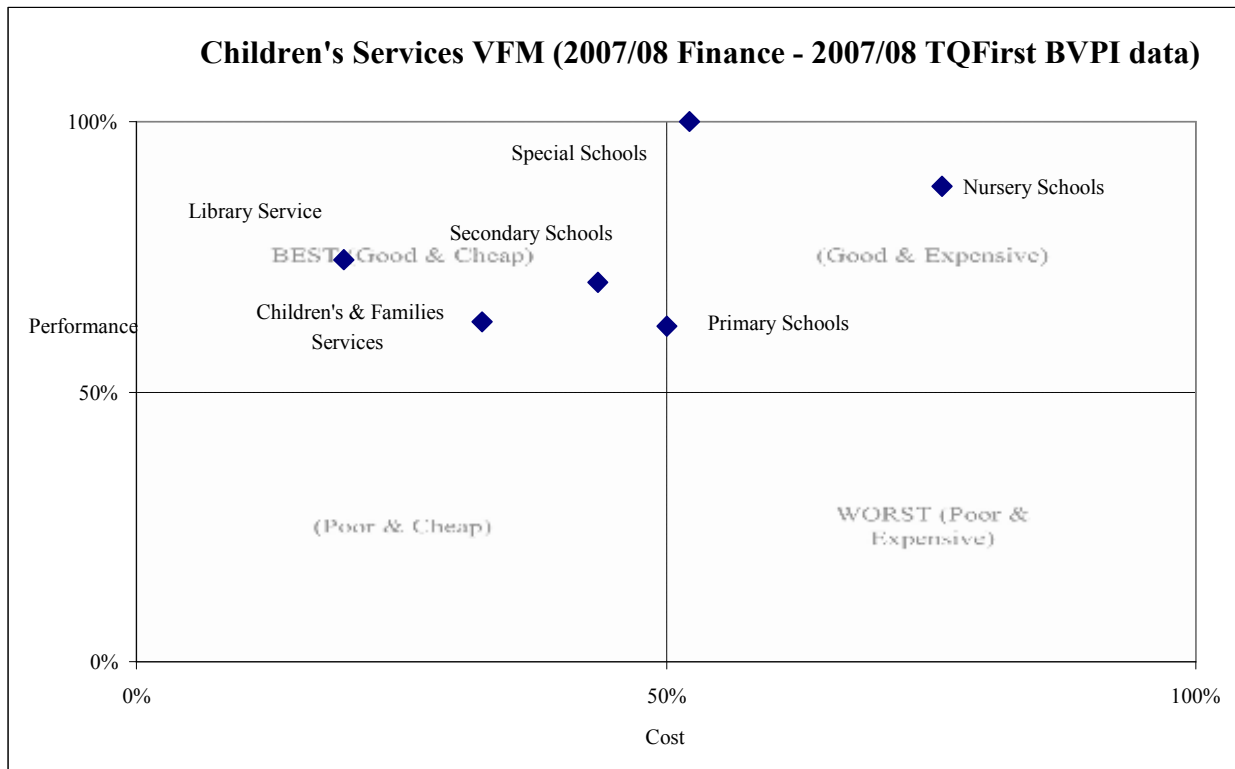 Children's Services VFM (2007/08 Finance - 2007/08 TQFirst BVPI data)
100%
Special Schools
Nursery Schools
Library Service
Secondary Schools
BEST (Good & Cheap)
(Good & Expensive)
Children's & Families
Services
Primary Schools
Performance
50%
(Poor & Cheap)
WORST (Poor &
Expensive)
0%
0%
50%
100%
Cost